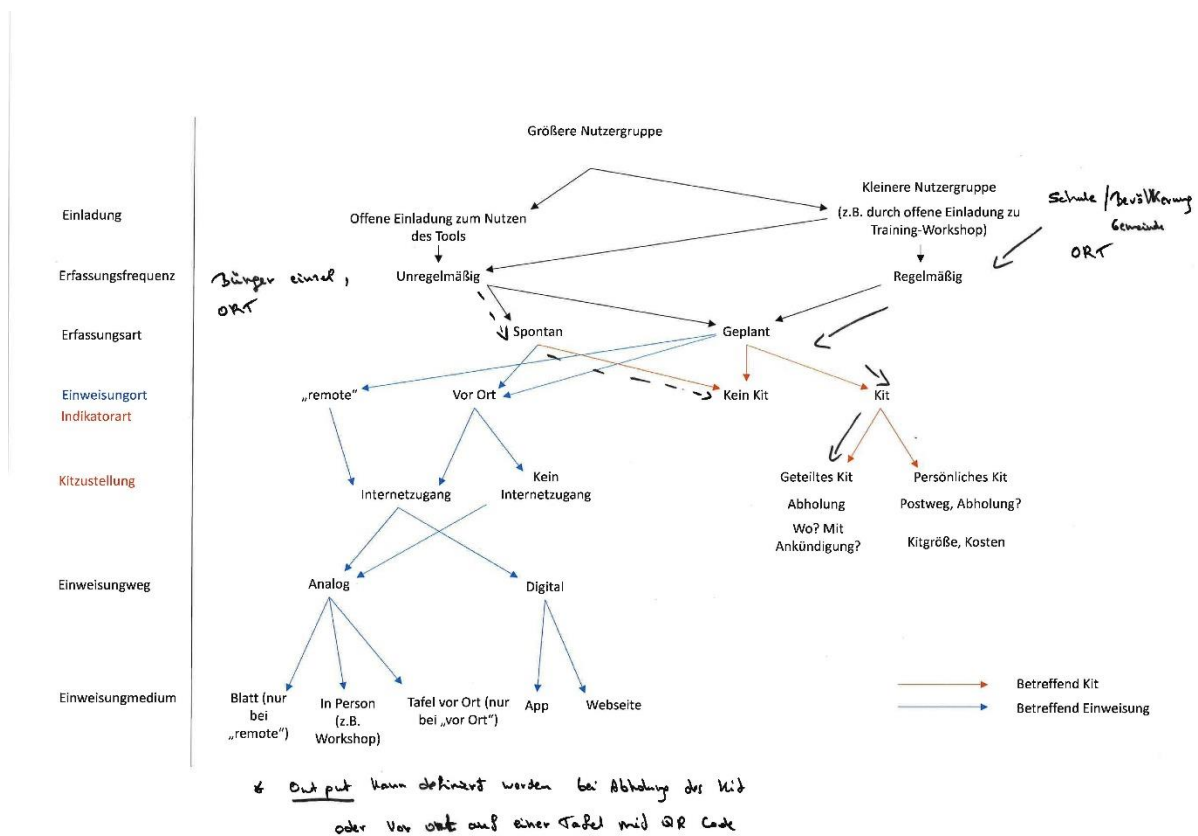 Größere Nutzergruppe
Einladung
Offene Einladung zum Nutzen
des Tools
Kleinere Nutzergruppe
(z.B. durch offene Einladung zu
Training-Workshop)
Schule / Bevölkerung
Gemeinde
ORT
Erfassungsfrequenz
Bürger einzel,
ORT
Unregelmäßig
Regelmäßig
Erfassungsart
Spontan
Geplant
Einweisungort
Indikatorart
„remote“
Vor Ort
Kein Kit
Kit
Kitzustellung
Internetzugang
Kein
Internetzugang
Geteiltes Kit
Abholung
Wo? Mit
Ankündigung?
Persönliches Kit
Postweg, Abholung?
Kitgröße, Kosten
Einweisungweg
Analog
Digital
Einweisungmedium
Blatt (nur
bei
„remote“)
In Person
(z.B.
Workshop)
Tafel vor Ort (nur
bei „vor Ort“)
App
Webseite
Betreffend Kit
Betreffend Einweisung
* Output kann definiert werden bei Abholung des Kit
oder Vor Ort auf einer Tafel mid QR Code